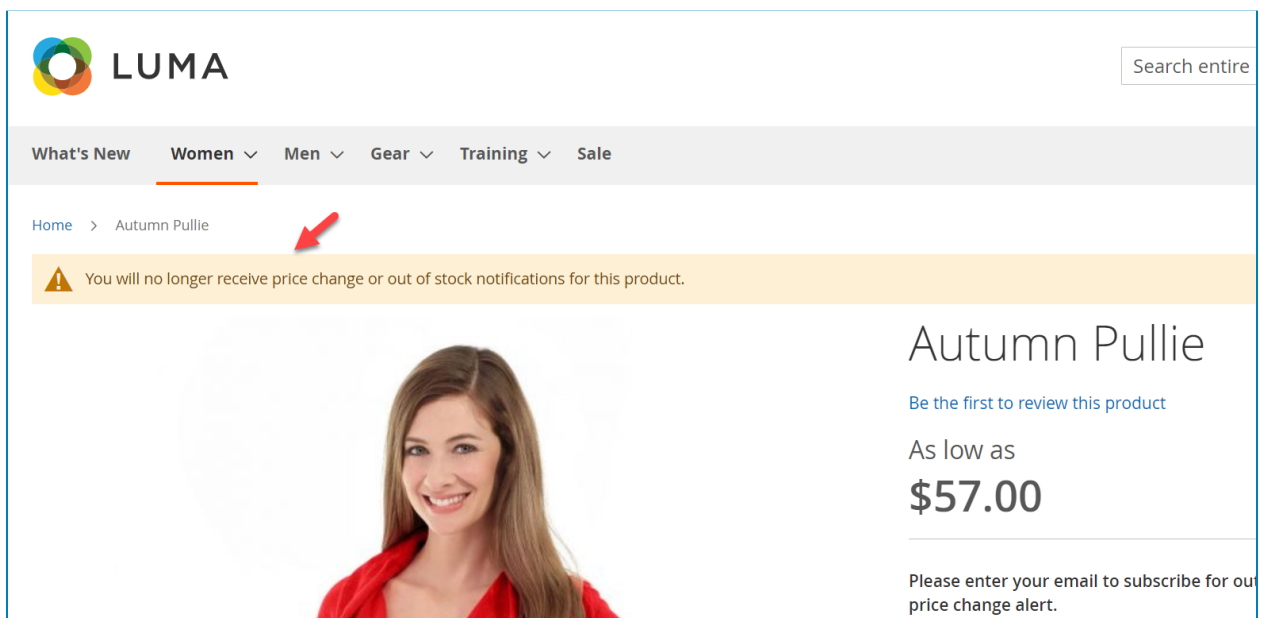 LUMA
Search entire
What's New Women Men Gear Training Sale
Home > Autumn Pullie
You will no longer receive price change or out of stock notifications for this product.
Autumn Pullie
Be the first to review this product
As low as
$57.00
Please enter your email to subscribe for
price change alert.